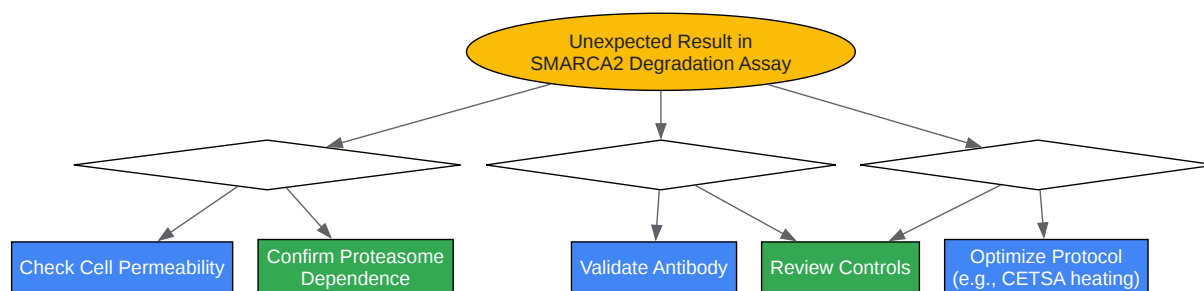 Unexpected Result in
SMARCA2 Degradation Assay
Check Cell Permeability
Confirm Proteasome
Dependence
Validate Antibody
Review Controls
Optimize Protocol
(e.g., CETSA heating)